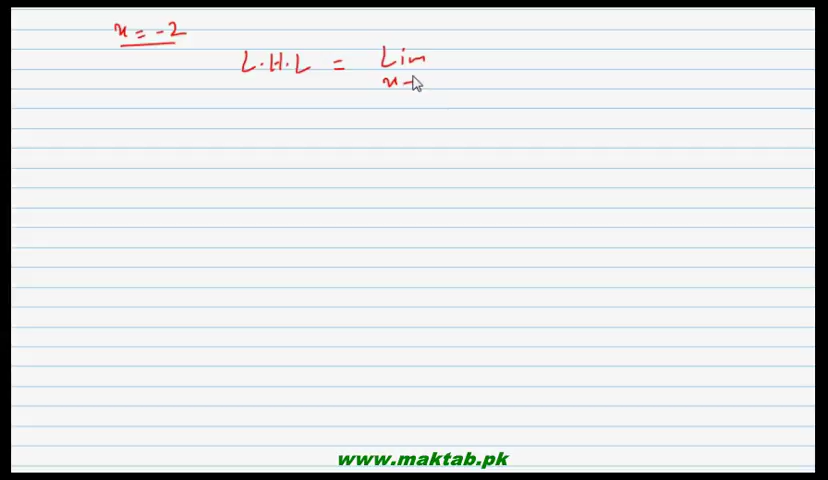 x = -2
L.H.L = Lim
x -
www.maktab.pk